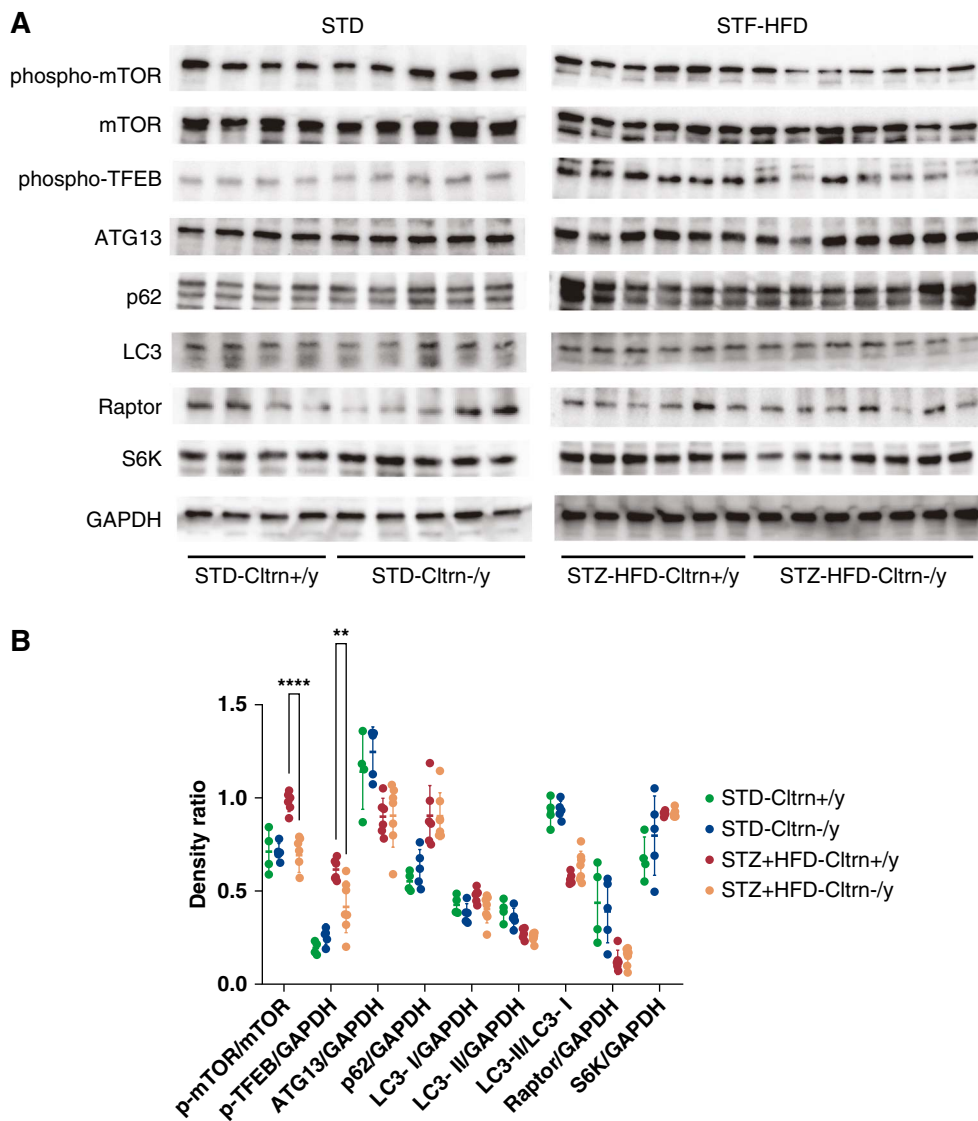 A
STD
STF-HFD
phospho-mTOR
mTOR
phospho-TFEB
ATG13
p62
LC3
Raptor
S6K
GAPDH
STD-Cltrn+/y
STD-Cltrn-/y
STZ-HFD-Cltrn+/y
STZ-HFD-Cltrn-/y
B
**
****
1.5
1.0
0.5
0.0
Density ratio
STD-Cltrn+/y
STD-Cltrn-/y
STZ+HFD-Cltrn+/y
STZ+HFD-Cltrn-/y
p-mTOR/mTOR
p-TFEB/GAPDH
ATG13/GAPDH
p62/GAPDH
LC3- I/GAPDH
LC3- II/GAPDH
LC3-II/LC3- I
Raptor/GAPDH
S6K/GAPDH